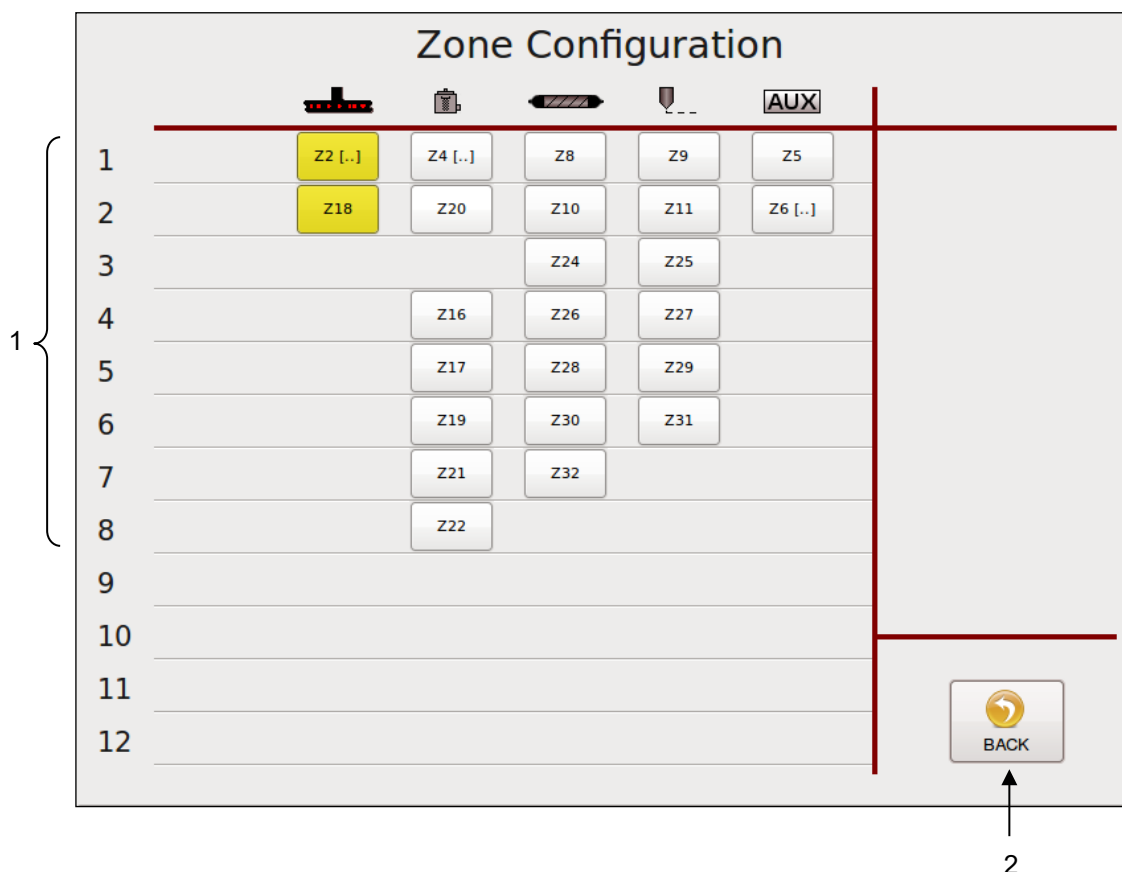 Zone Configuration
AUX
1 Z2 [..] Z4 [..] Z8 Z9 Z5
2 Z18 Z20 Z10 Z11 Z6 [..]
3 Z24 Z25
4 Z16 Z26 Z27
1
5 Z17 Z28 Z29
6 Z19 Z30 Z31
7 Z21 Z32
8 Z22
9
10
11
12
BACK
2